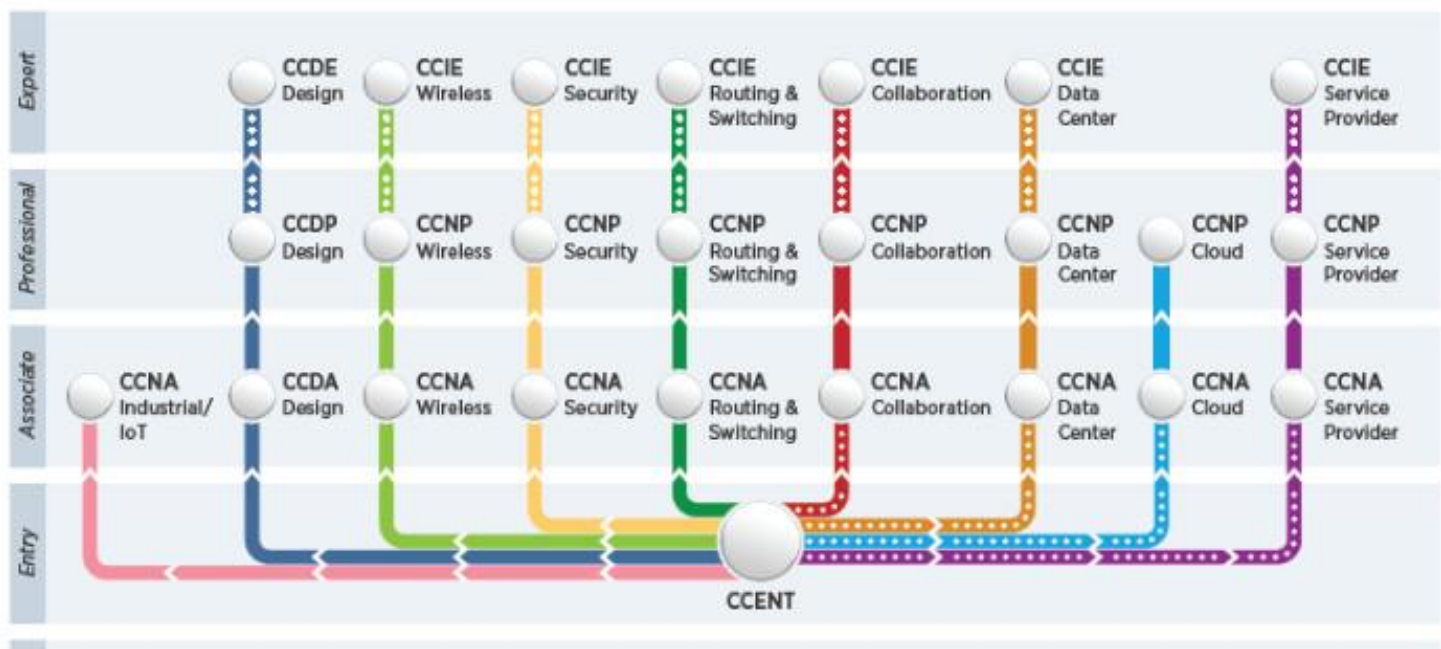 Expert
CCDE
Design
CCIE
Wireless
CCIE
Security
CCIE
Routing &
Switching
CCIE
Collaboration
CCIE
Data
Center
CCIE
Service
Provider
Professional
CCDP
Design
CCNP
Wireless
CCNP
Security
CCNP
Routing &
Switching
CCNP
Collaboration
CCNP
Data
Center
CCNP
Cloud
CCNP
Service
Provider
Associate
CCNA
Industrial/
IoT
CCDA
Design
CCNA
Wireless
CCNA
Security
CCNA
Routing &
Switching
CCNA
Collaboration
CCNA
Data
Center
CCNA
Cloud
CCNA
Service
Provider
Entry
CCENT